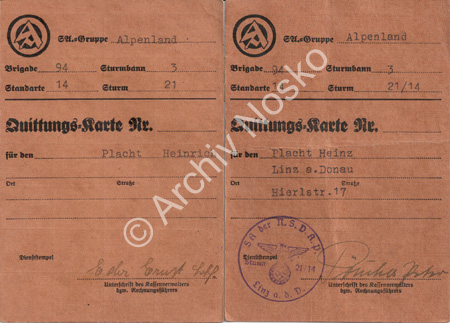 SA.-Gruppe Alpenland
Brigade 94 Sturmbann 3
Standarte 14 Sturm 21
Quittungs-Karte Nr.
für den Placht Heinrich
Ort Straße
Dienststempel
Unterschrift des Kassenverwalters
bzw. Rechnungsführers
SA.-Gruppe Alpenland
Brigade 94 Sturmbann 3
Standarte 14 Sturm 21/14
Quittungs-Karte Nr.
für den Placht Heinz
Linz a.Donau
Ort Straße
Hierlstr.17
Dienststempel
SA der N.S.D.A.P.
Sturm 21/14
Linz a. d. D.
Unterschrift des Kassenverwalters
bzw. Rechnungsführers
© Archiv Nosko